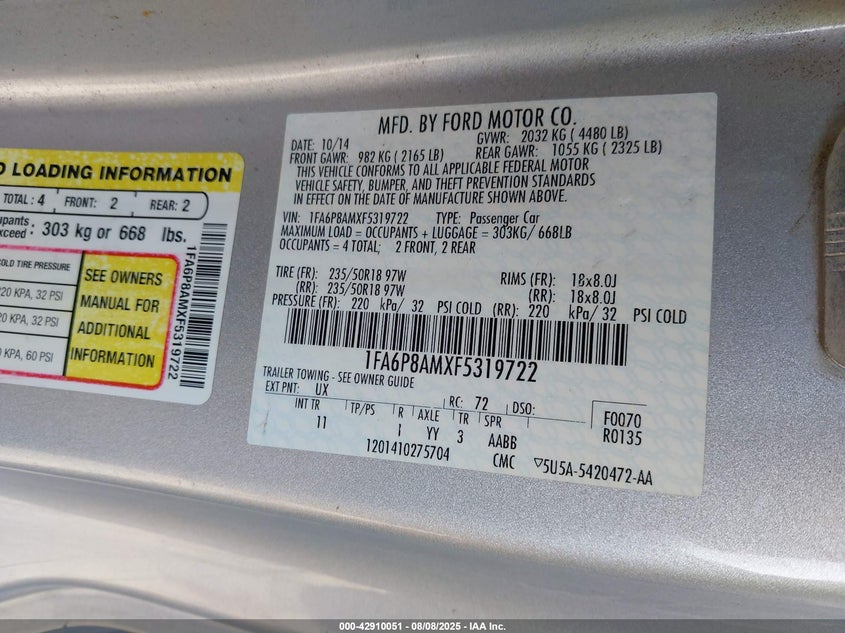 D LOADING INFORMATION
TOTAL: 4 FRONT: 2 REAR: 2
upants
xceed: 303 kg or 668 lbs.
OLD TIRE PRESSURE
20 KPA, 32 PSI
20 KPA, 32 PSI
0 KPA, 60 PSI
SEE OWNERS
MANUAL FOR
ADDITIONAL
INFORMATION
1FA6P8AMXF5319722
MFD. BY FORD MOTOR CO.
DATE: 10/14 GVWR: 2032 KG ( 4480 LB)
FRONT GAWR: 982 KG ( 2165 LB) REAR GAWR: 1055 KG ( 2325 LB)
THIS VEHICLE CONFORMS TO ALL APPLICABLE FEDERAL MOTOR
VEHICLE SAFETY, BUMPER, AND THEFT PREVENTION STANDARDS
IN EFFECT ON THE DATE OF MANUFACTURE SHOWN ABOVE.
VIN: 1FA6P8AMXF5319722 TYPE: Passenger Car
MAXIMUM LOAD = OCCUPANTS + LUGGAGE = 303KG/ 668LB
OCCUPANTS = 4 TOTAL; 2 FRONT, 2 REAR
TIRE (FR): 235/50R18 97W RIMS (FR): 18x8.0J
(RR): 235/50R18 97W (RR): 18x8.0J
PRESSURE (FR): 220 kPa/ 32 PSI COLD (RR): 220 kPa/ 32 PSI COLD
1FA6P8AMXF5319722
TRAILER TOWING - SEE OWNER GUIDE
EXT PNT: UX RC: 72 DSO:
INT TR TP/PS R AXLE TR SPR F0070
11 I YY 3 AABB R0135
1201410275704 CMC ▽5U5A-5420472-AA
000-42910051 - 08/08/2025 - IAA Inc.